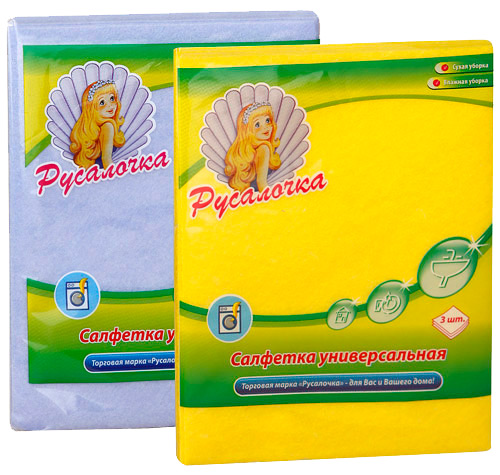 Русалочка
Салфетка у
Торговая марка «Русало
Сухая уборка
Влажная уборка
Русалочка
3 шт.
Салфетка универсальная
Торговая марка «Русалочка» - для Вас и Вашего дома!